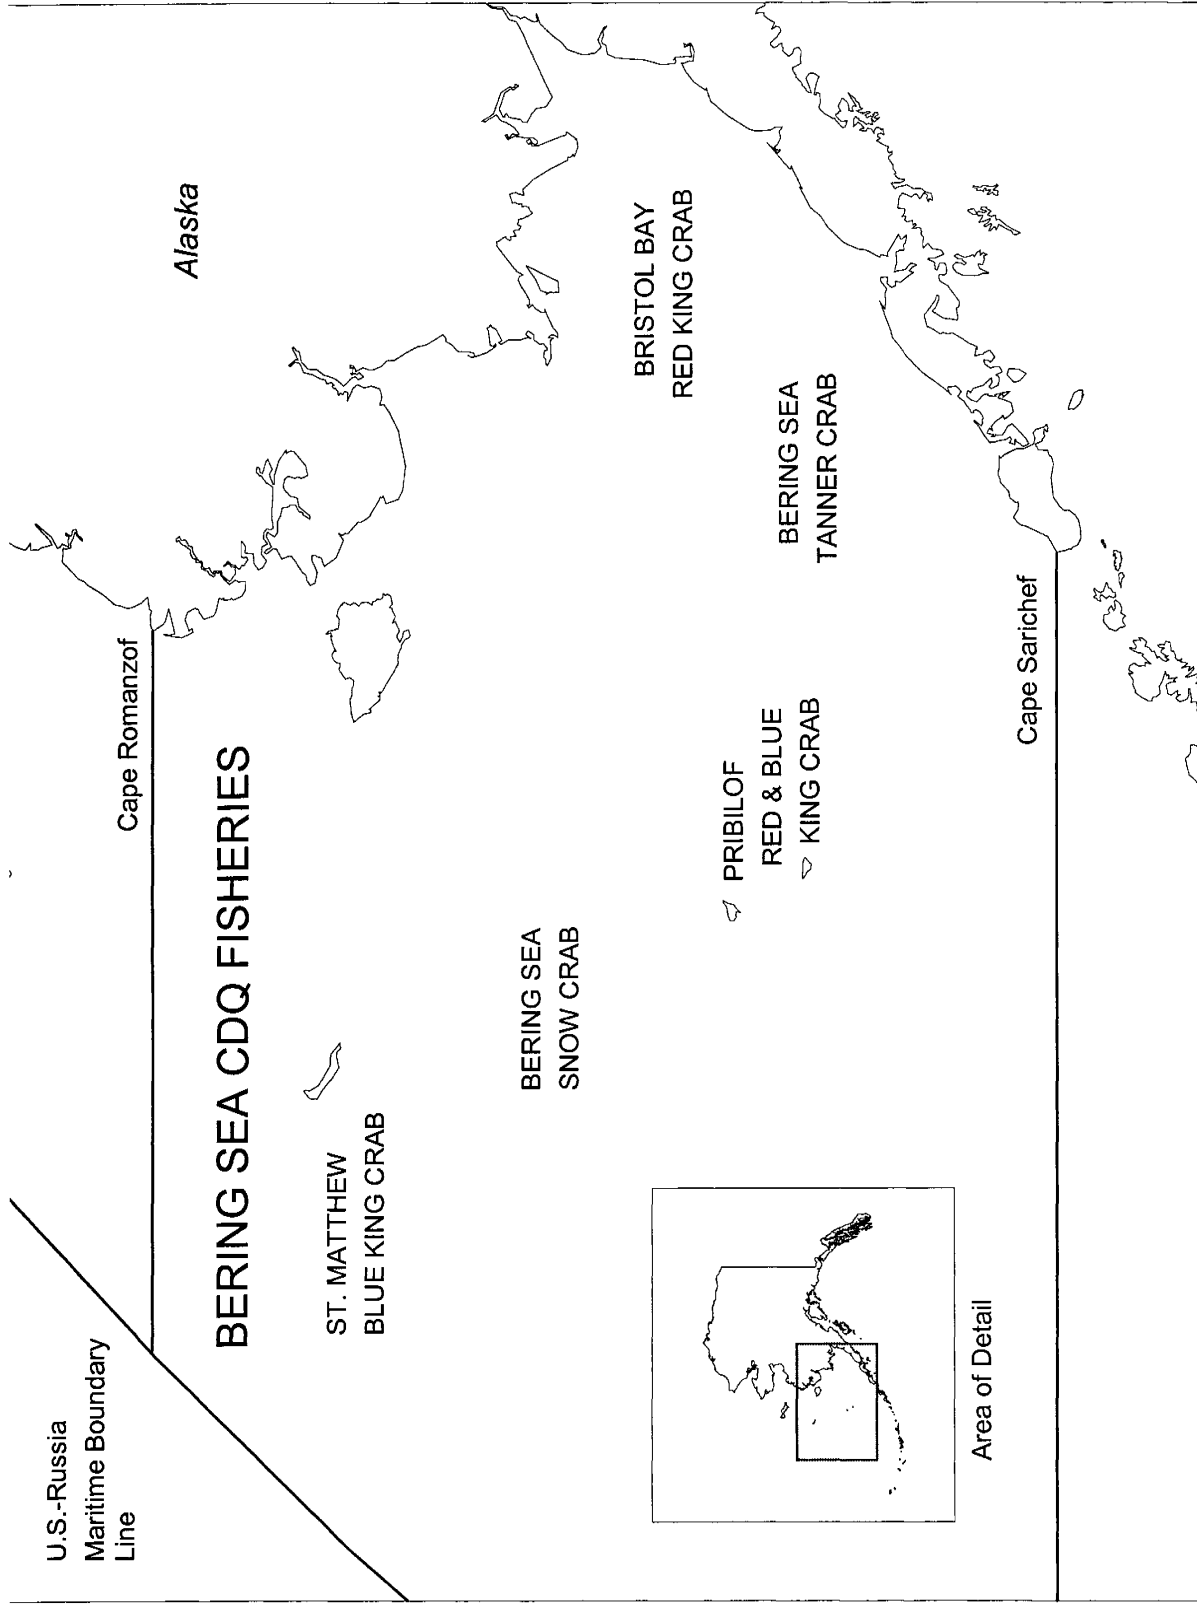 U.S.-Russia
Maritime Boundary
Line
Cape Romanzof
Alaska
BERING SEA CDQ FISHERIES
ST. MATTHEW
BLUE KING CRAB
BERING SEA
SNOW CRAB
BRISTOL BAY
RED KING CRAB
PRIBILOF
RED & BLUE
KING CRAB
BERING SEA
TANNER CRAB
Area of Detail
Cape Sarichef